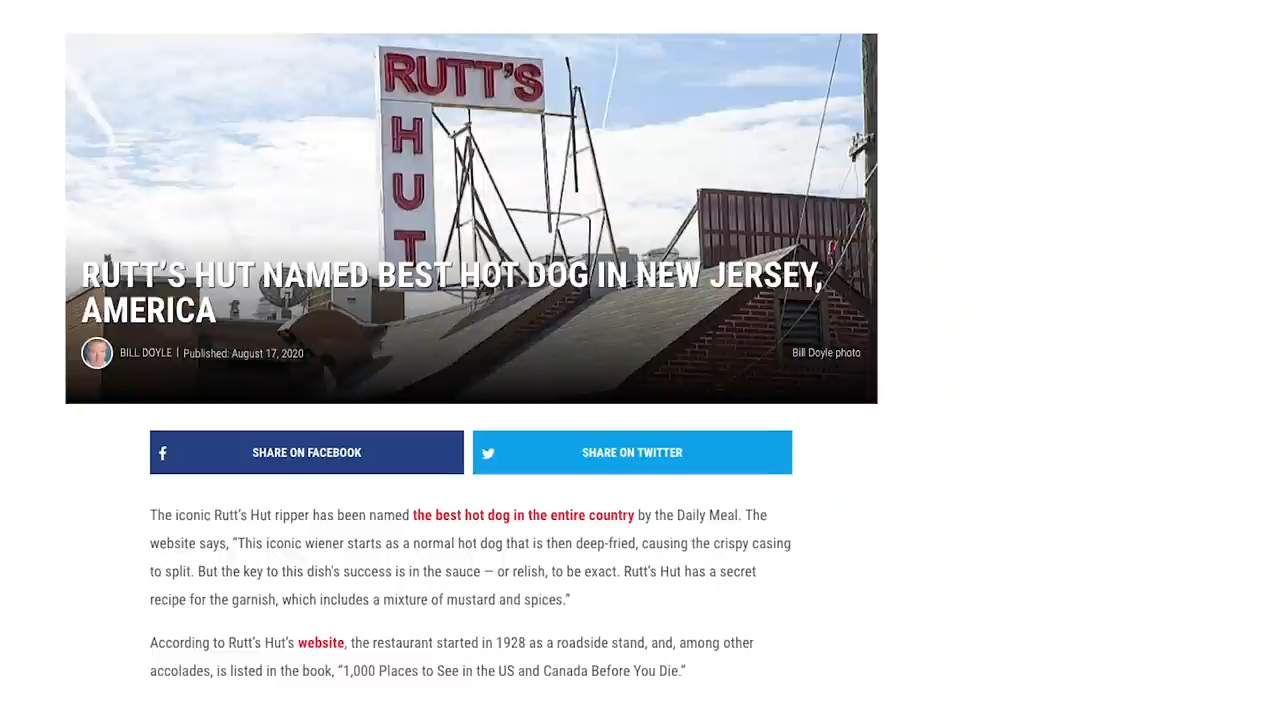 RUTT'S
HUT
RUTT'S HUT NAMED BEST HOT DOG IN NEW JERSEY,
AMERICA
BILL DOYLE | Published: August 17, 2020
Bill Doyle photo
SHARE ON FACEBOOK
SHARE ON TWITTER
The iconic Rutt's Hut ripper has been named the best hot dog in the entire country by the Daily Meal. The
website says, “This iconic wiener starts as a normal hot dog that is then deep-fried, causing the crispy casing
to split. But the key to this dish's success is in the sauce — or relish, to be exact. Rutt's Hut has a secret
recipe for the garnish, which includes a mixture of mustard and spices.”
According to Rutt's Hut's website, the restaurant started in 1928 as a roadside stand, and, among other
accolades, is listed in the book, “1,000 Places to See in the US and Canada Before You Die.”